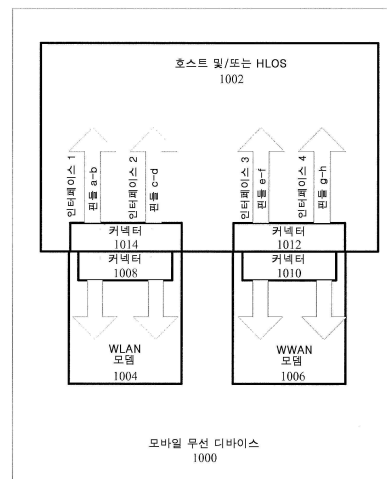 호스트 및/또는 HLOS
1002
인터페이스 1
핀들 a-b
인터페이스 2
핀들 c-d
인터페이스 3
핀들 e-f
인터페이스 4
핀들 g-h
커넥터
1014
커넥터
1012
커넥터
1008
커넥터
1010
WLAN
모뎀
1004
WWAN
모뎀
1006
모바일 무선 디바이스
1000